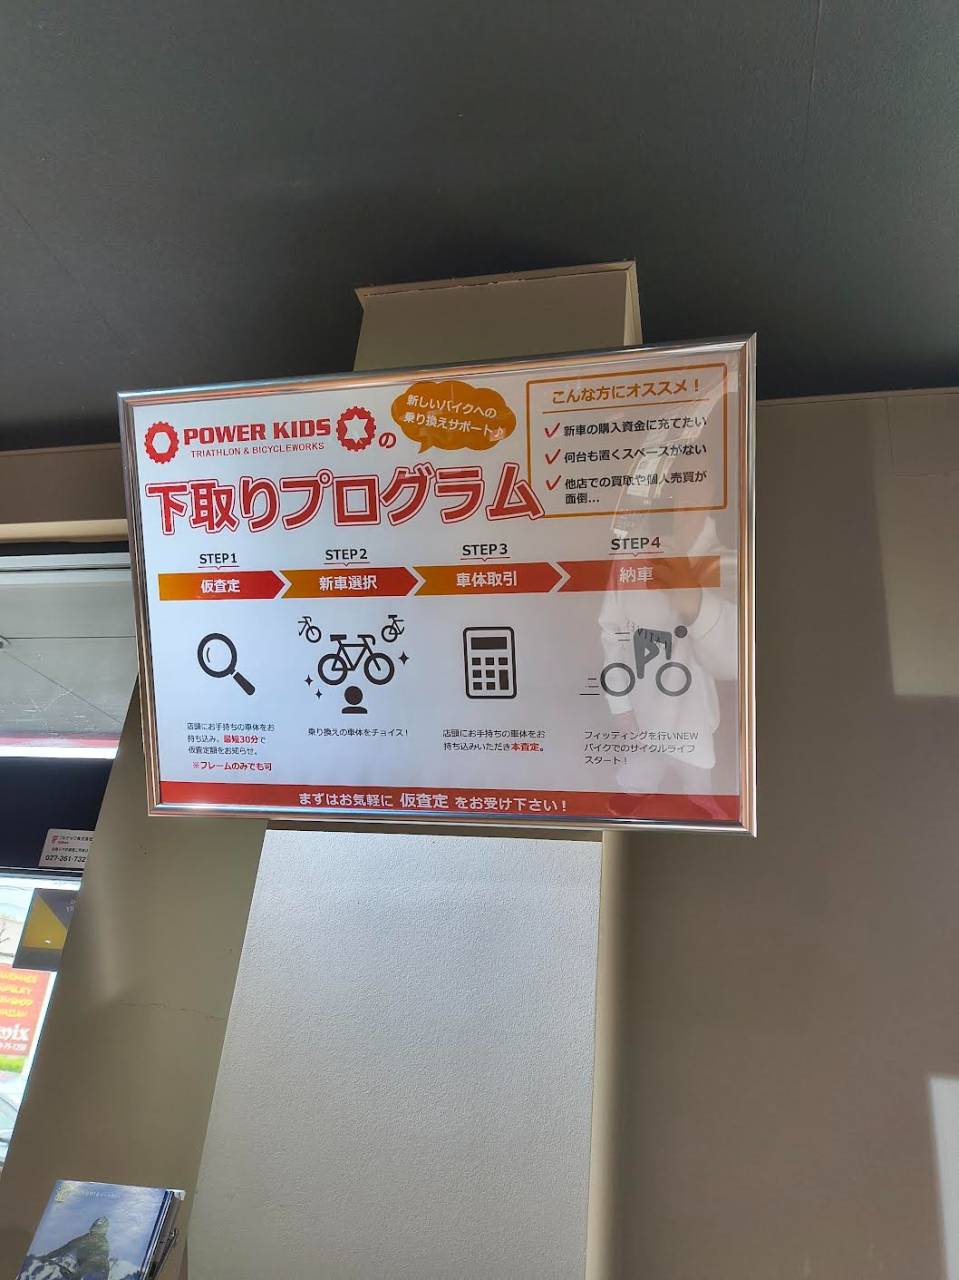 POWER KIDS
TRIATHLON & BICYCLEWORKS
の
新しいバイクへの
乗り換えサポート♪
下取りプログラム
こんな方にオススメ！
新車の購入資金に充てたい
何台も置くスペースがない
他店での買取や個人売買が
面倒…
STEP1
仮査定
STEP2
新車選択
STEP3
車体取引
STEP4
納車
店頭にお手持ちの車体をお
持ち込み。最短30分で
仮査定額をお知らせ。
※フレームのみでも可
乗り換えの車体をチョイス！
店頭にお手持ちの車体をお
持ち込みいただき本査定。
フィッティングを行いNEW
バイクでのサイクルライフ
スタート！
まずはお気軽に 仮査定 をお受け下さい！
027-361-732